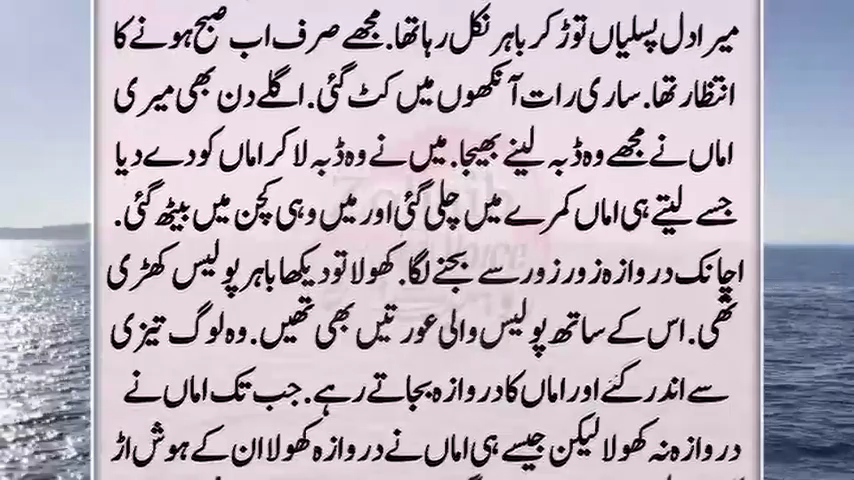 میرا دل پسلیاں توڑ کر باہر نکل رہا تھا. مجھے صرف اب صبح ہونے کا
انتظار تھا. ساری رات آنکھوں میں کٹ گئی. اگلے دن بھی میری
اماں نے مجھے وہ ڈبہ لینے بھیجا. میں نے وہ ڈبہ لا کر اماں کو دے دیا
جسے لیتے ہی اماں کمرے میں چلی گئی اور میں وہی کچن میں بیٹھ گئی.
اچانک دروازہ زور زور سے بجنے لگا. کھولا تو دیکھا باہر پولیس کھڑی
تھی. اس کے ساتھ پولیس والی عورتیں بھی تھیں. وہ لوگ تیزی
سے اندر گئے اور اماں کا دروازہ بجاتے رہے. جب تک اماں نے
دروازہ نہ کھولا لیکن جیسے ہی اماں نے دروازہ کھولا ان کے ہوش اڑ
Voice